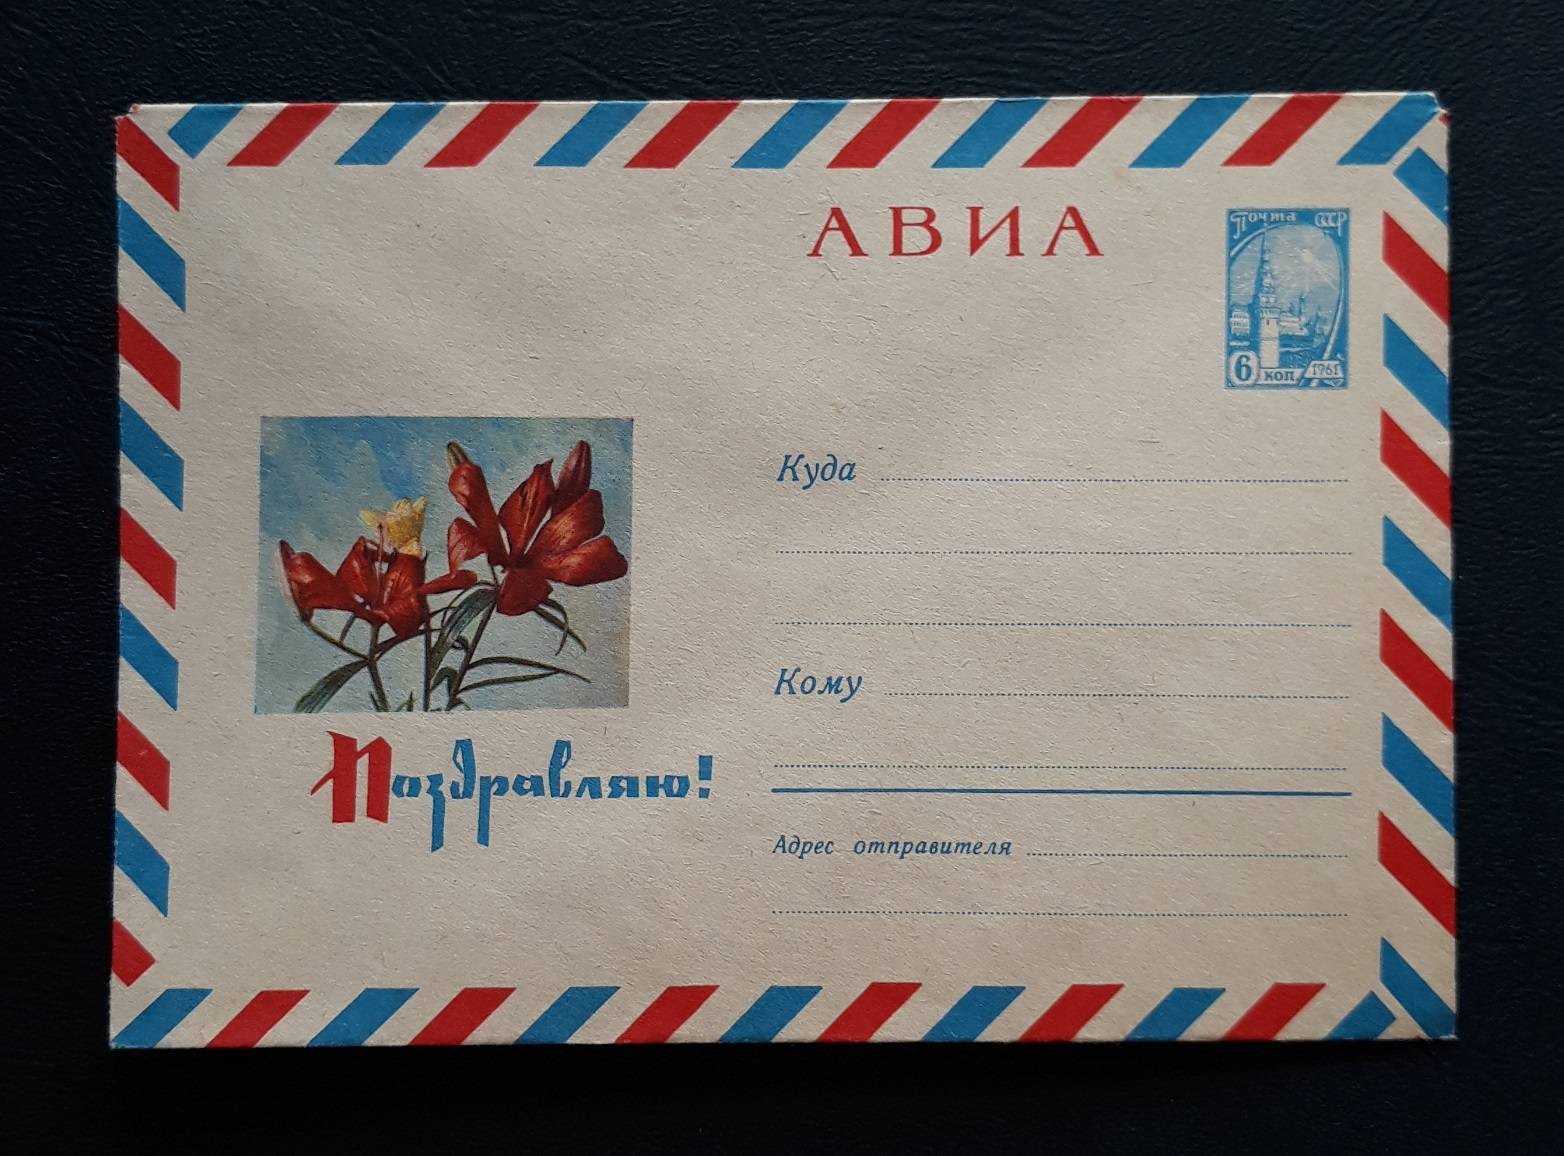 АВИА
Почта СССР
6 коп 1961
Куда
Кому
Поздравляю!
Адрес отправителя